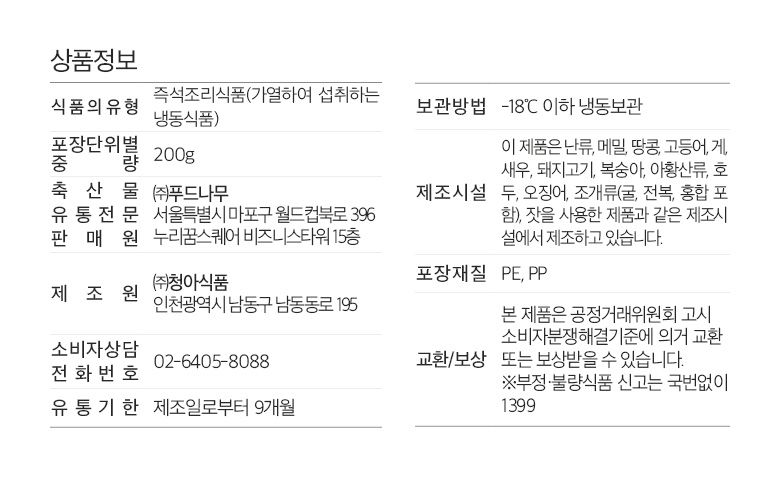 상품정보
식품의유형 즉석조리식품(가열하여 섭취하는
냉동식품)
포장단위별
중 량 200g
축 산 물
유통전문
판 매 원
㈜푸드나무
서울특별시 마포구 월드컵북로 396
누리꿈스퀘어 비즈니스타워 15층
제 조 원
㈜청아식품
인천광역시 남동구 남동동로 195
소비자상담
전 화 번 호
02-6405-8088
유 통 기 한 제조일로부터 9개월
보관방법 -18℃ 이하 냉동보관
제조시설
이 제품은 난류, 메밀, 땅콩, 고등어, 게,
새우, 돼지고기, 복숭아, 아황산류, 호
두, 오징어, 조개류(굴, 전복, 홍합 포
함), 잣을 사용한 제품과 같은 제조시
설에서 제조하고 있습니다.
포장재질 PE, PP
교환/보상
본 제품은 공정거래위원회 고시
소비자분쟁해결기준에 의거 교환
또는 보상받을 수 있습니다.
※부정·불량식품 신고는 국번없이
1399